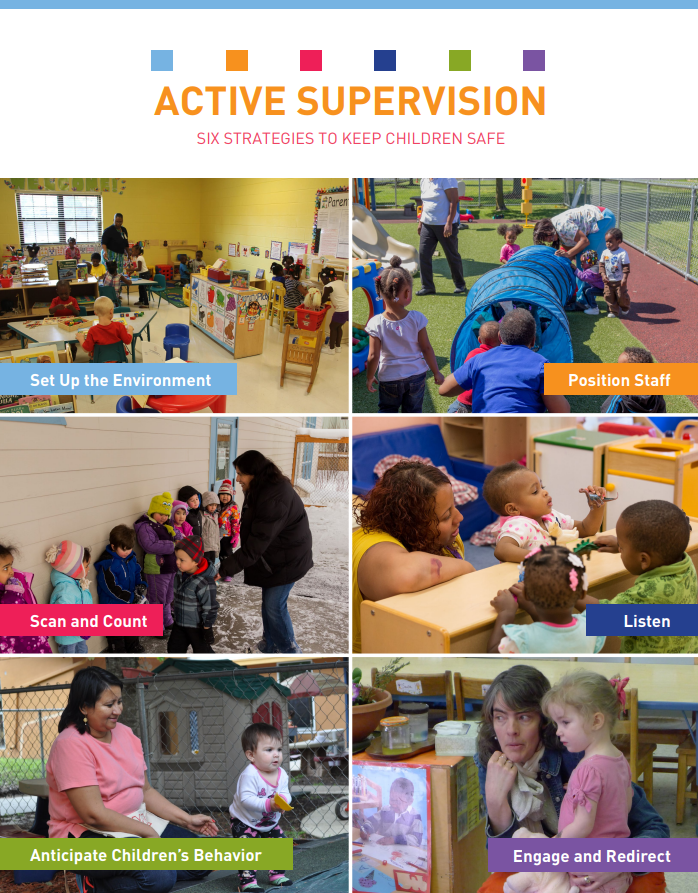 ACTIVE SUPERVISION
SIX STRATEGIES TO KEEP CHILDREN SAFE
Set Up the Environment
Position Staff
Scan and Count
Listen
Anticipate Children's Behavior
Engage and Redirect